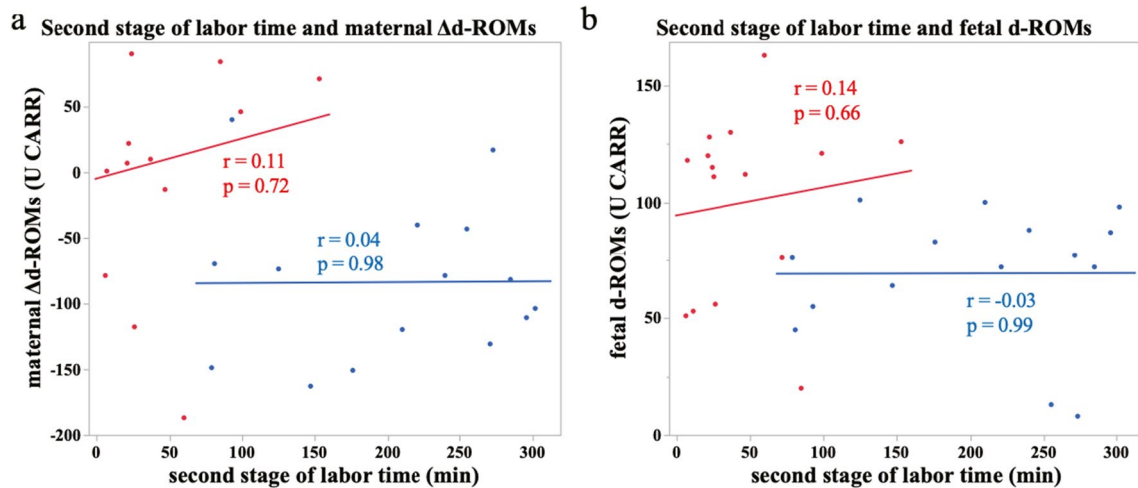 a
Second stage of labor time and maternal Δd-ROMs
maternal Δd-ROMs (U CARR)
50
0
-50
-100
-150
-200
r = 0.11
p = 0.72
r = 0.04
p = 0.98
0 50 100 150 200 250 300
second stage of labor time (min)
b
Second stage of labor time and fetal d-ROMs
fetal d-ROMs (U CARR)
150
100
50
0
r = 0.14
p = 0.66
r = -0.03
p = 0.99
0 50 100 150 200 250 300
second stage of labor time (min)